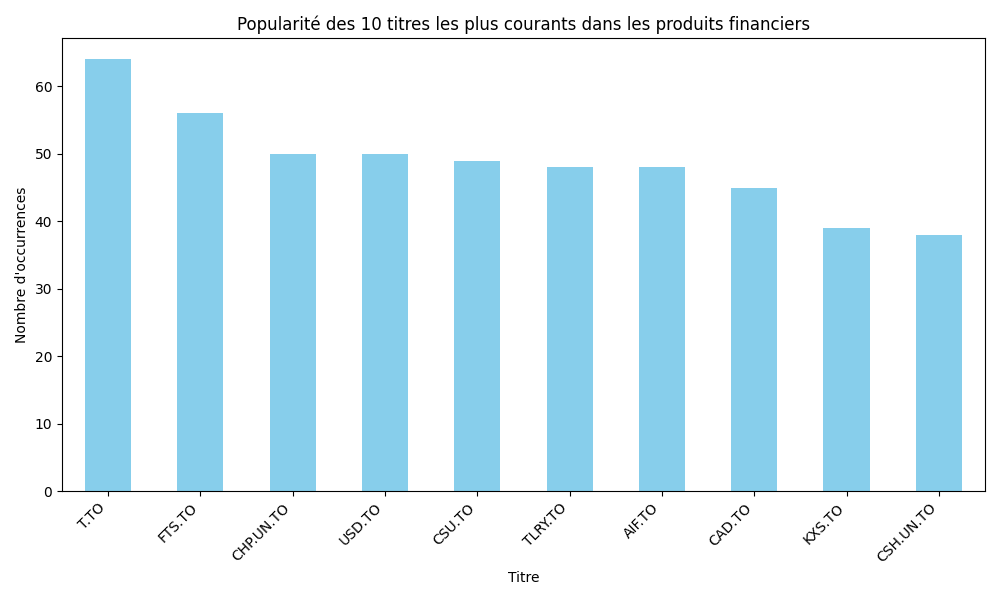 Popularité des 10 titres les plus courants dans les produits financiers
Nombre d'occurrences
60
50
40
30
20
10
0
T.TO
FTS.TO
CHP.UN.TO
USD.TO
CSU.TO
TLRY.TO
AIF.TO
CAD.TO
KXS.TO
CSH.UN.TO
Titre